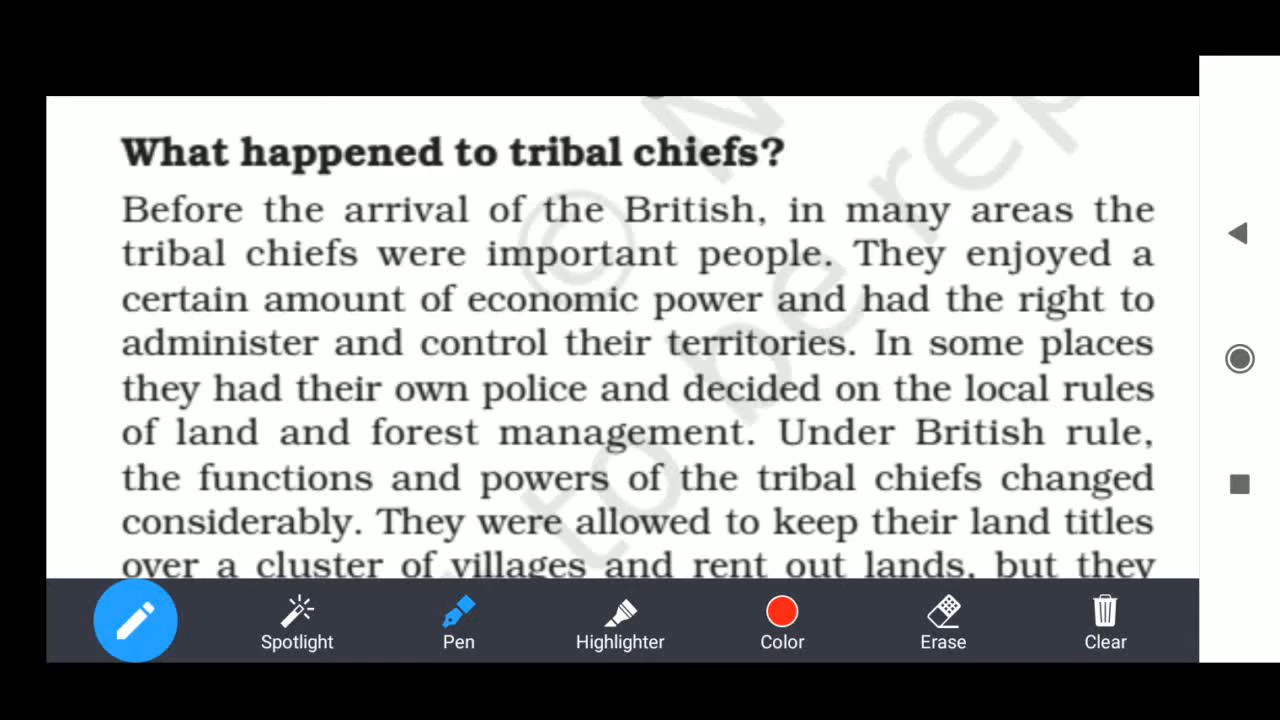 What happened to tribal chiefs?
Before the arrival of the British, in many areas the
tribal chiefs were important people. They enjoyed a
certain amount of economic power and had the right to
administer and control their territories. In some places
they had their own police and decided on the local rules
of land and forest management. Under British rule,
the functions and powers of the tribal chiefs changed
considerably. They were allowed to keep their land titles
over a cluster of villages and rent out lands, but they
Spotlight
Pen
Highlighter
Color
Erase
Clear
© N
to be rep